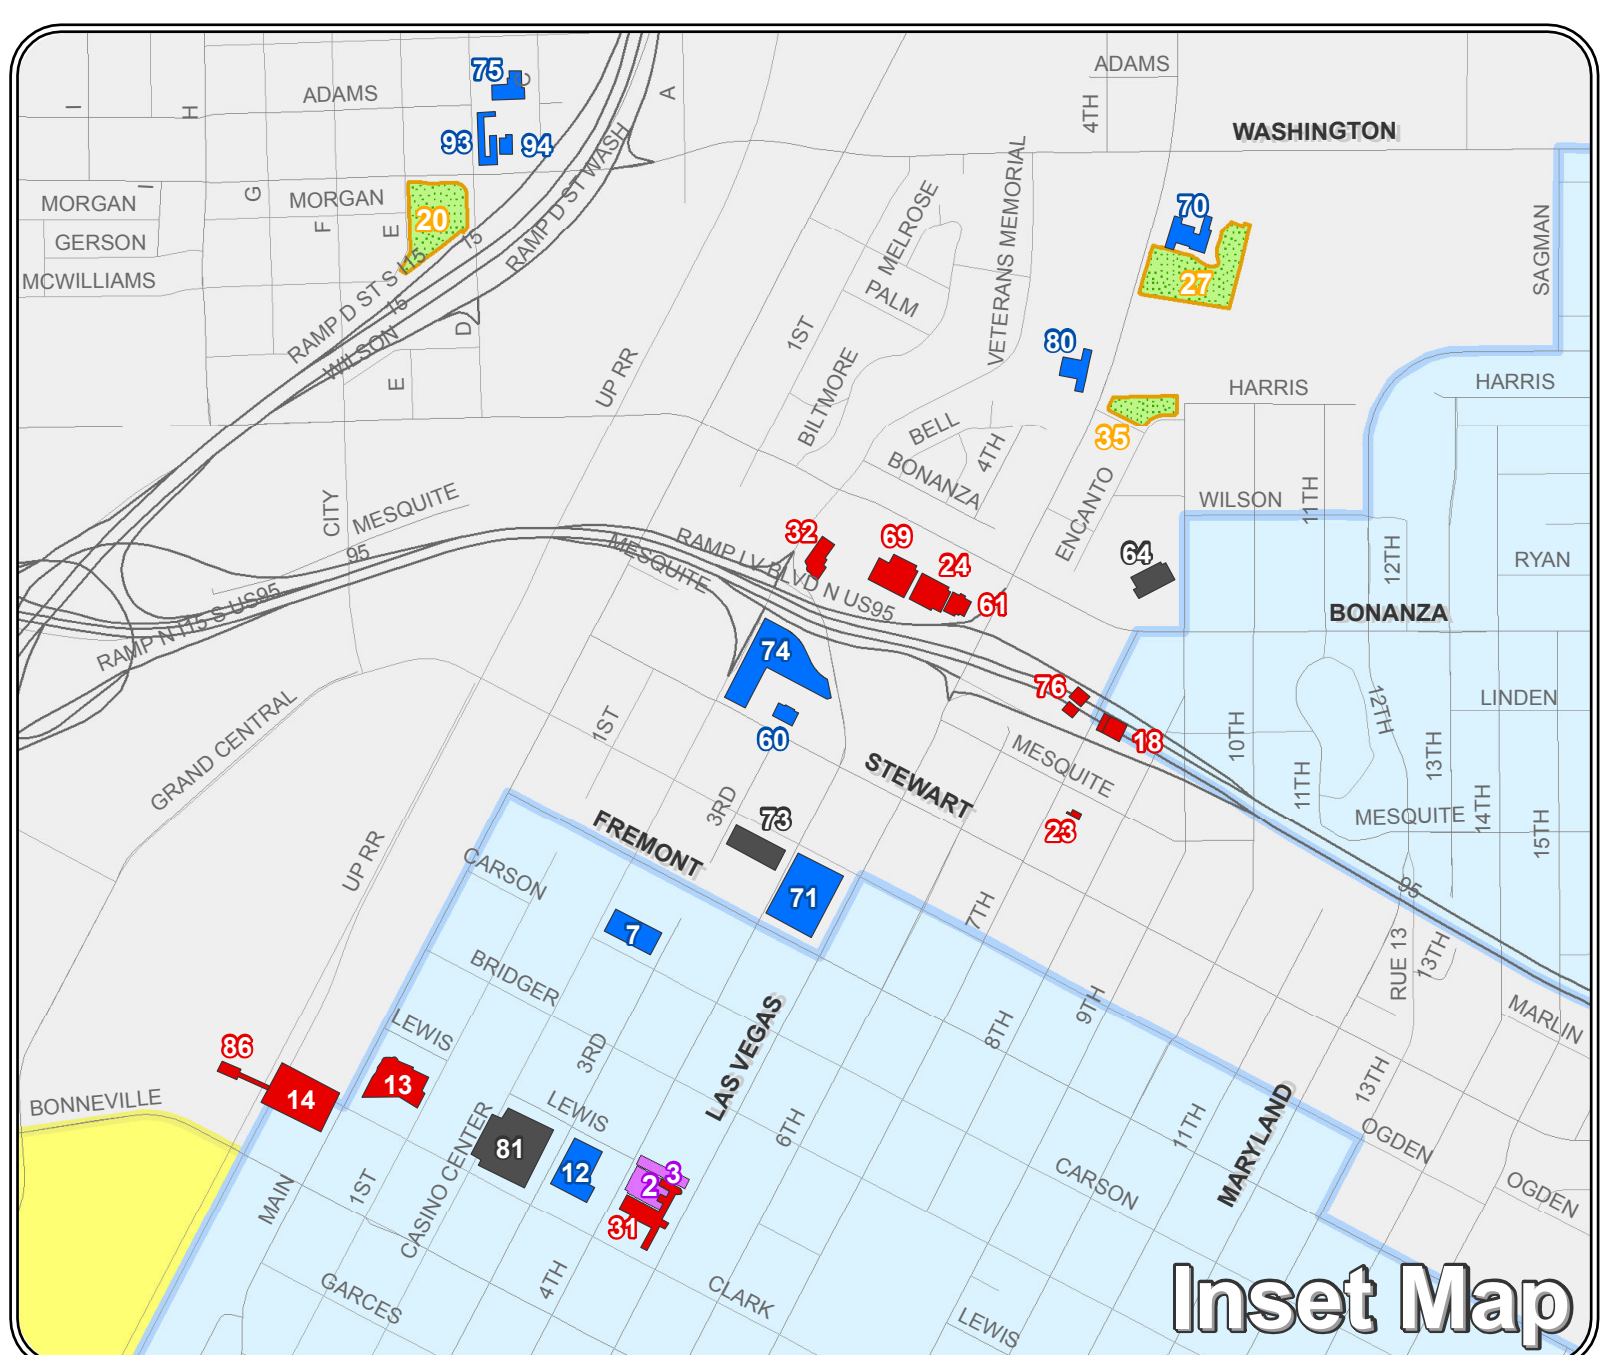 ADAMS
WASHINGTON
75
C
A
ADAMS
4TH
I
H
93
94
RAMP D ST WASH
MORGAN
I
G
MORGAN
F
E
20
GERSON
MCWILLIAMS
15
RAMP D ST S I15
15
WILSON
D
E
UP RR
MELROSE
PALM
1ST
BILTMORE
VETERANS MEMORIAL
70
27
SAGMAN
80
HARRIS
HARRIS
35
BELL
BONANZA
4TH
ENCANTO
WILSON
11TH
12TH
RYAN
CITY
MESQUITE
95
MESQUITE
RAMP LV BLVD N US95
32
69
24
61
64
BONANZA
RAMP N I15 S US95
74
60
76
18
LINDEN
10TH
11TH
12TH
13TH
14TH
15TH
MESQUITE
MESQUITE
GRAND CENTRAL
1ST
3RD
STEWART
23
FREMONT
73
71
UP RR
CARSON
7
7TH
95
RUE 13
13TH
BRIDGER
LEWIS
LAS VEGAS
8TH
9TH
MARLIN
86
14
13
BONNEVILLE
3RD
LEWIS
CASINO CENTER
81
12
2
3
31
6TH
11TH
MARYLAND
13TH
OGDEN
OGDEN
CARSON
MAIN
1ST
4TH
GARCES
CLARK
LEWIS
Inset Map